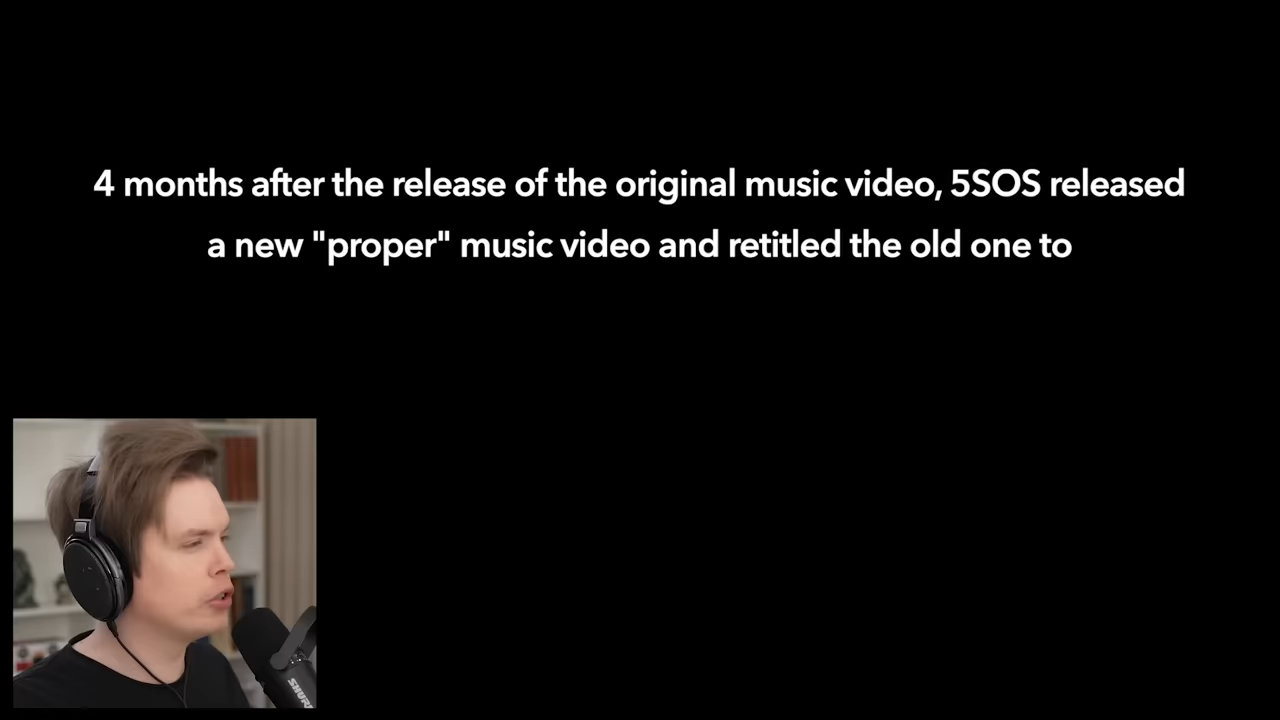 4 months after the release of the original music video, 5SOS released
a new "proper" music video and retitled the old one to
SHURE